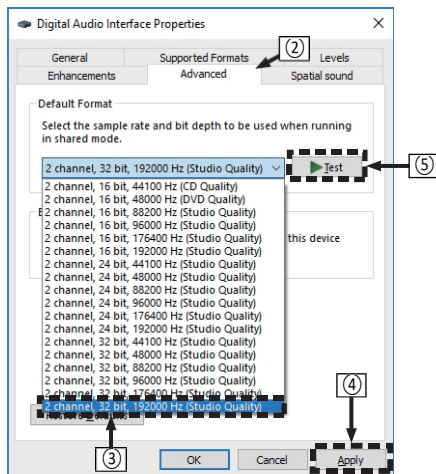 Digital Audio Interface Properties
General Supported Formats Levels
②
Enhancements Advanced Spatial sound
Default Format
Select the sample rate and bit depth to be used when running
in shared mode.
2 channel, 32 bit, 192000 Hz (Studio Quality) Test
⑤
2 channel, 16 bit, 44100 Hz (CD Quality)
2 channel, 16 bit, 48000 Hz (DVD Quality)
2 channel, 16 bit, 88200 Hz (Studio Quality)
2 channel, 16 bit, 96000 Hz (Studio Quality)
2 channel, 16 bit, 176400 Hz (Studio Quality) this device
2 channel, 16 bit, 192000 Hz (Studio Quality)
2 channel, 24 bit, 44100 Hz (Studio Quality)
2 channel, 24 bit, 48000 Hz (Studio Quality)
2 channel, 24 bit, 88200 Hz (Studio Quality)
2 channel, 24 bit, 96000 Hz (Studio Quality)
2 channel, 24 bit, 176400 Hz (Studio Quality)
2 channel, 24 bit, 192000 Hz (Studio Quality)
2 channel, 32 bit, 44100 Hz (Studio Quality)
2 channel, 32 bit, 48000 Hz (Studio Quality)
2 channel, 32 bit, 88200 Hz (Studio Quality)
2 channel, 32 bit, 96000 Hz (Studio Quality)
2 channel, 32 bit, 176400 Hz (Studio Quality)
2 channel, 32 bit, 192000 Hz (Studio Quality)
④
③
OK Cancel Apply